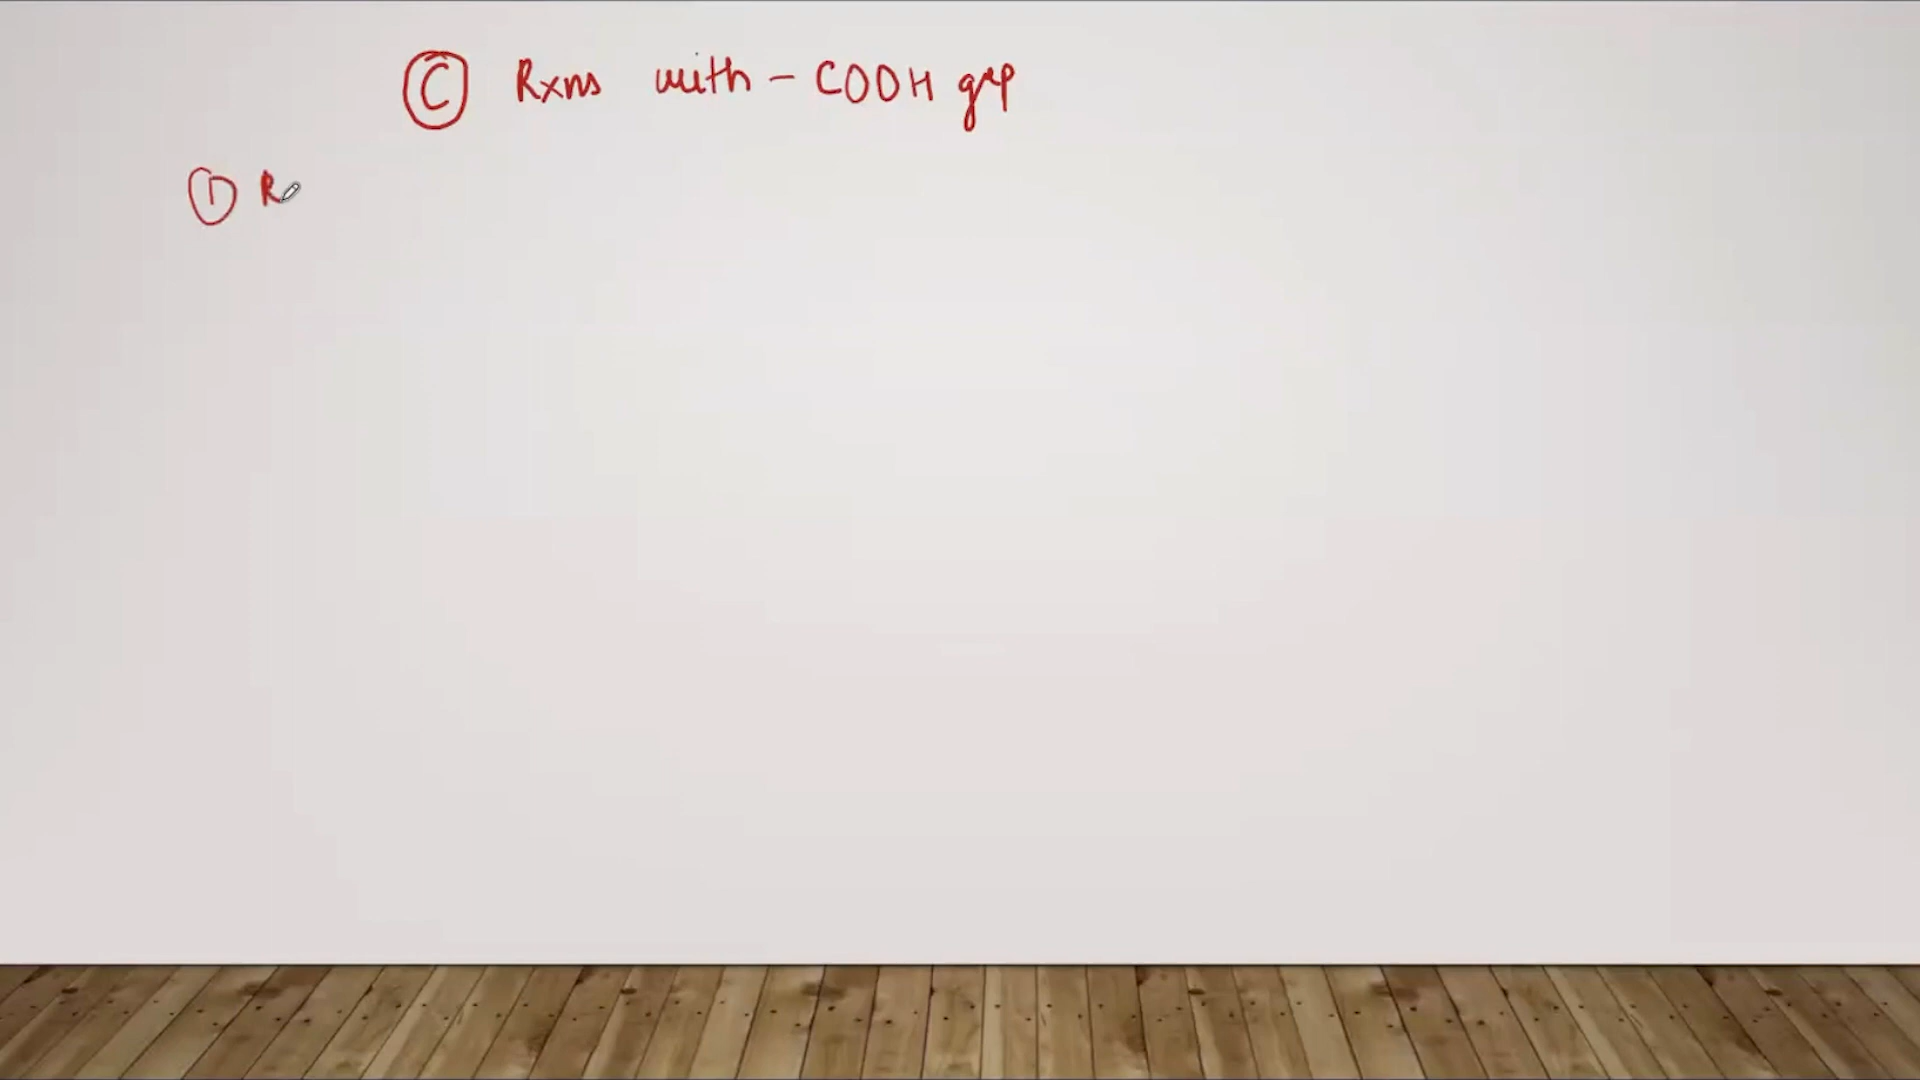 Ⓒ Rxns with - COOH grp
① R